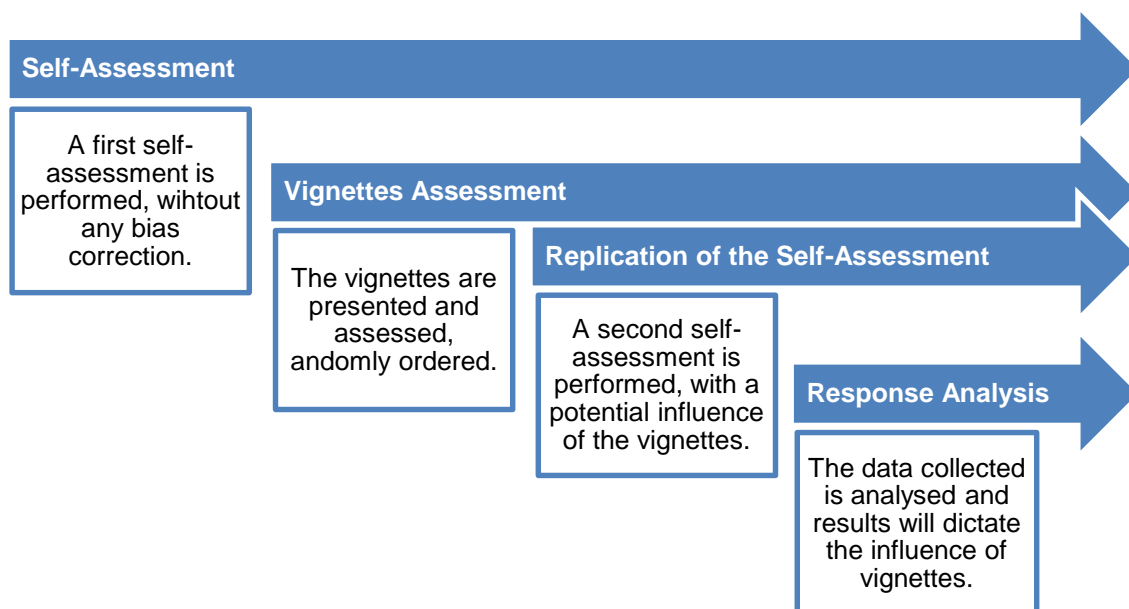 Self-Assessment
A first self-
assessment is
performed, wihtout
any bias
correction.
Vignettes Assessment
The vignettes are
presented and
assessed,
andomly ordered.
Replication of the Self-Assessment
A second self-
assessment is
performed, with a
potential influence
of the vignettes.
Response Analysis
The data collected
is analysed and
results will dictate
the influence of
vignettes.